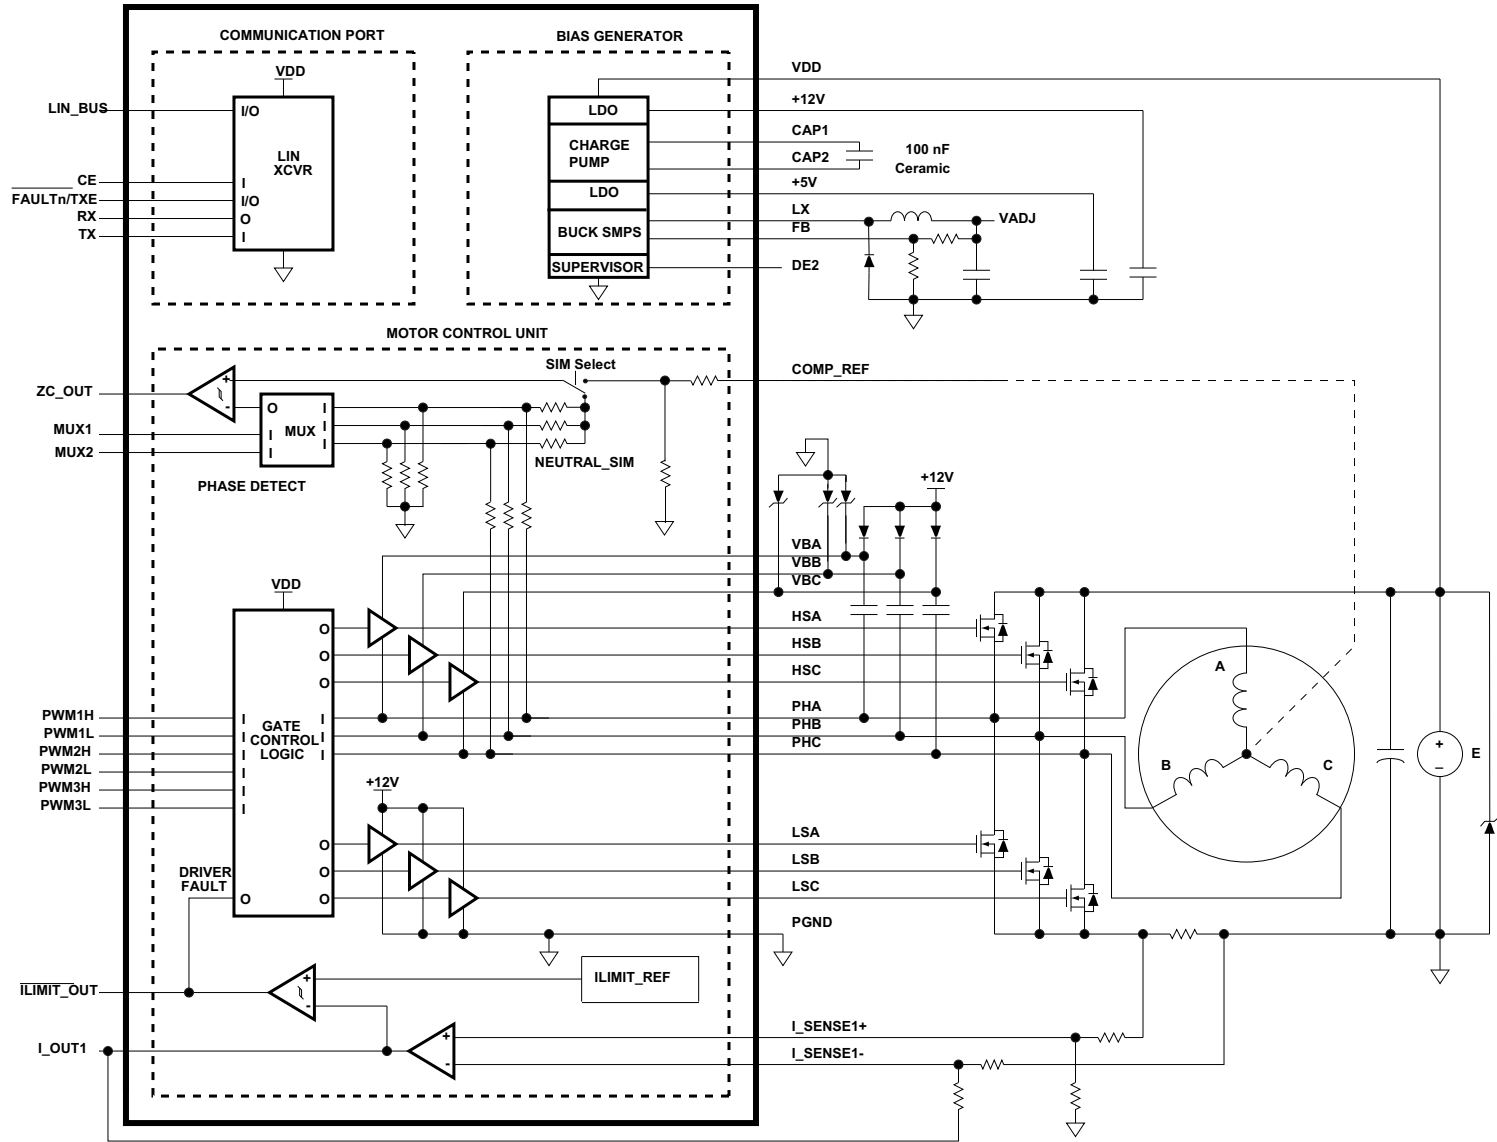 COMMUNICATION PORT
BIAS GENERATOR
VDD
LIN_BUS
I/O
LIN
XCVR
CE
I
FAULTn/TXE
I/O
RX
O
TX
I
LDO
CHARGE
PUMP
LDO
BUCK SMPS
SUPERVISOR
VDD
+12V
CAP1
CAP2
100 nF
Ceramic
+5V
LX
VADJ
FB
DE2
MOTOR CONTROL UNIT
SIM Select
COMP_REF
ZC_OUT
+
-
O
I
MUX
I
I
MUX1
I
MUX2
I
NEUTRAL_SIM
PHASE DETECT
+12V
VBA
VBB
VBC
VDD
O
HSA
O
HSB
O
HSC
PWM1H
I
GATE
CONTROL
LOGIC
I
PHA
PWM1L
I
I
PHB
PWM2H
I
I
PHC
PWM2L
I
PWM3H
I
PWM3L
I
A
B
C
+
–
E
+12V
O
LSA
O
LSB
DRIVER
FAULT
O
O
LSC
PGND
ILIMIT_OUT
+
-
ILIMIT_REF
I_OUT1
+
-
I_SENSE1+
I_SENSE1-